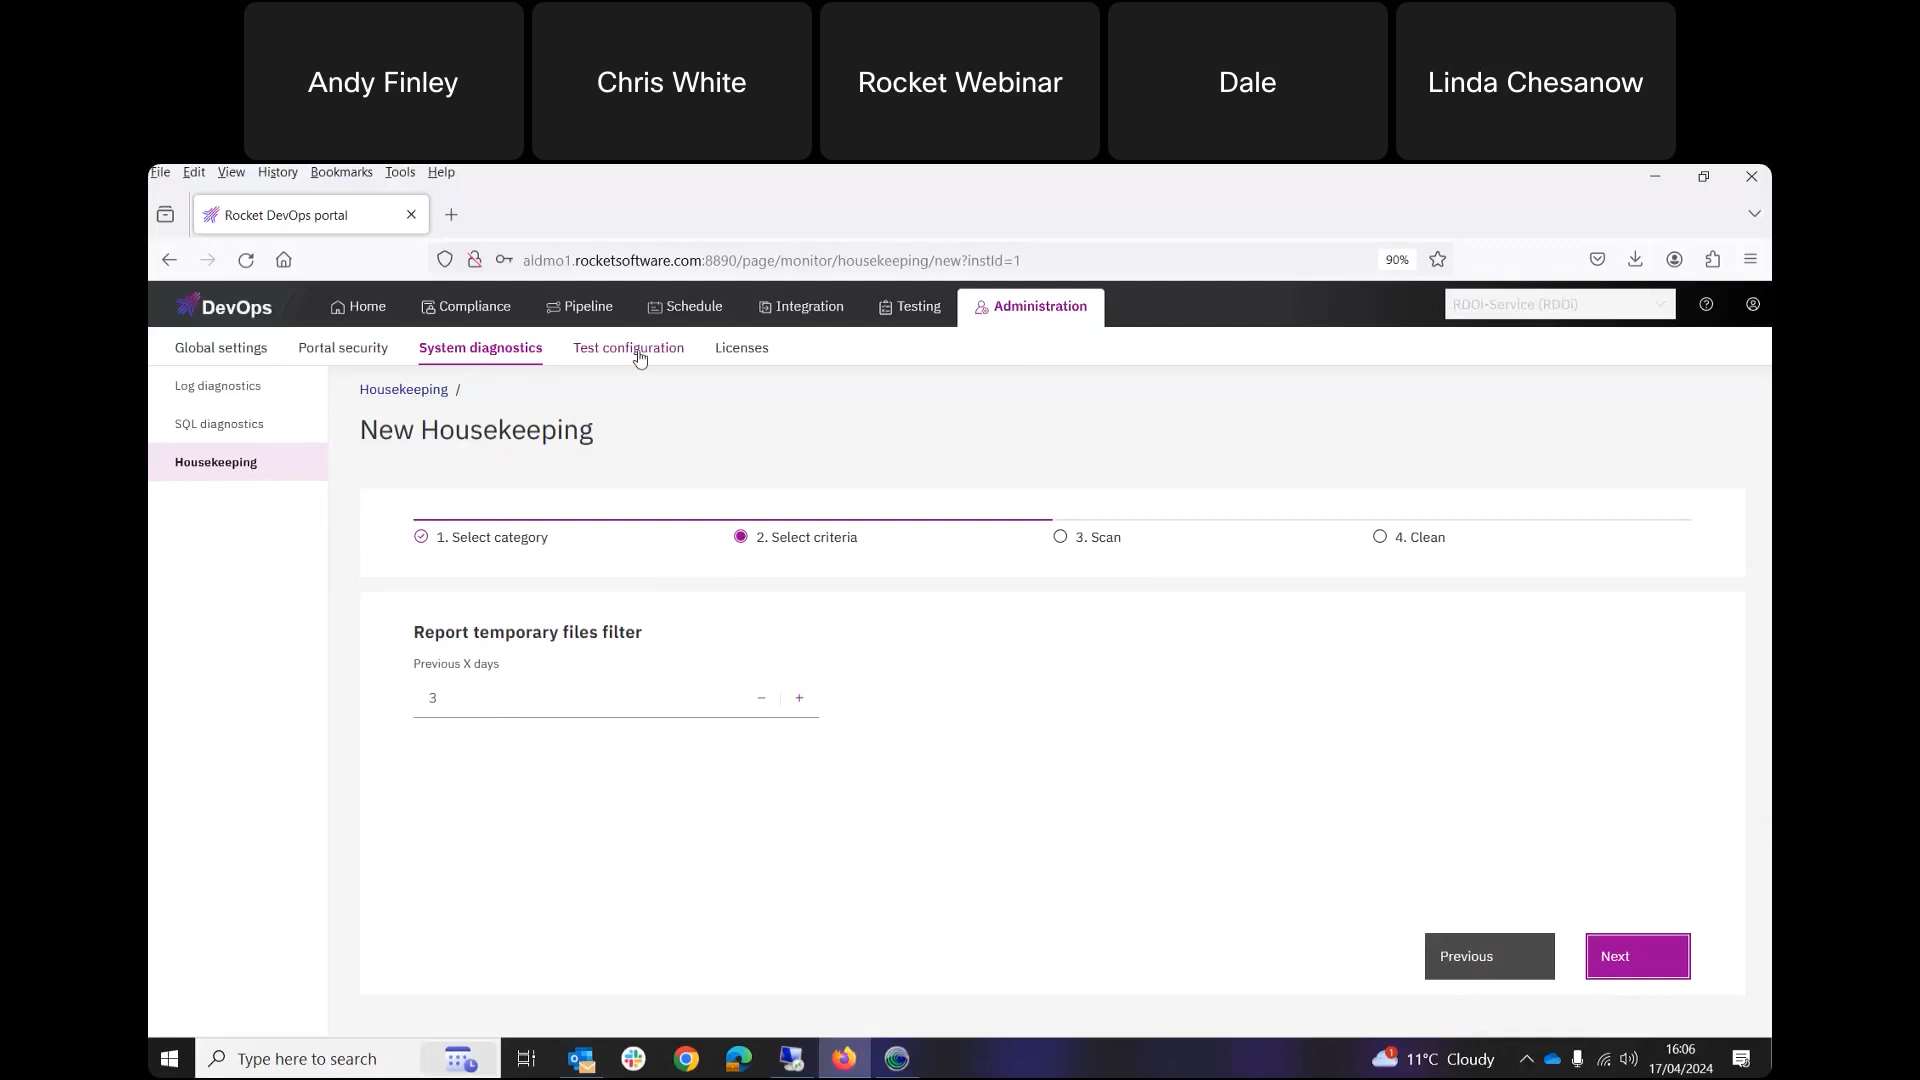 Andy Finley
Chris White
Rocket Webinar
Dale
Linda Chesanow
File Edit View History Bookmarks Tools Help
Rocket DevOps portal
aldmo1.rocketsoftware.com:8890/page/monitor/housekeeping/new?instId=1
90%
DevOps
Home
Compliance
Pipeline
Schedule
Integration
Testing
Administration
RDOi-Service (RDOi)
Global settings
Portal security
System diagnostics
Test configuration
Licenses
Log diagnostics
SQL diagnostics
Housekeeping
Housekeeping /
New Housekeeping
1. Select category
2. Select criteria
3. Scan
4. Clean
Report temporary files filter
Previous X days
3
Previous
Next
Type here to search
1
11°C Cloudy
16:06
17/04/2024